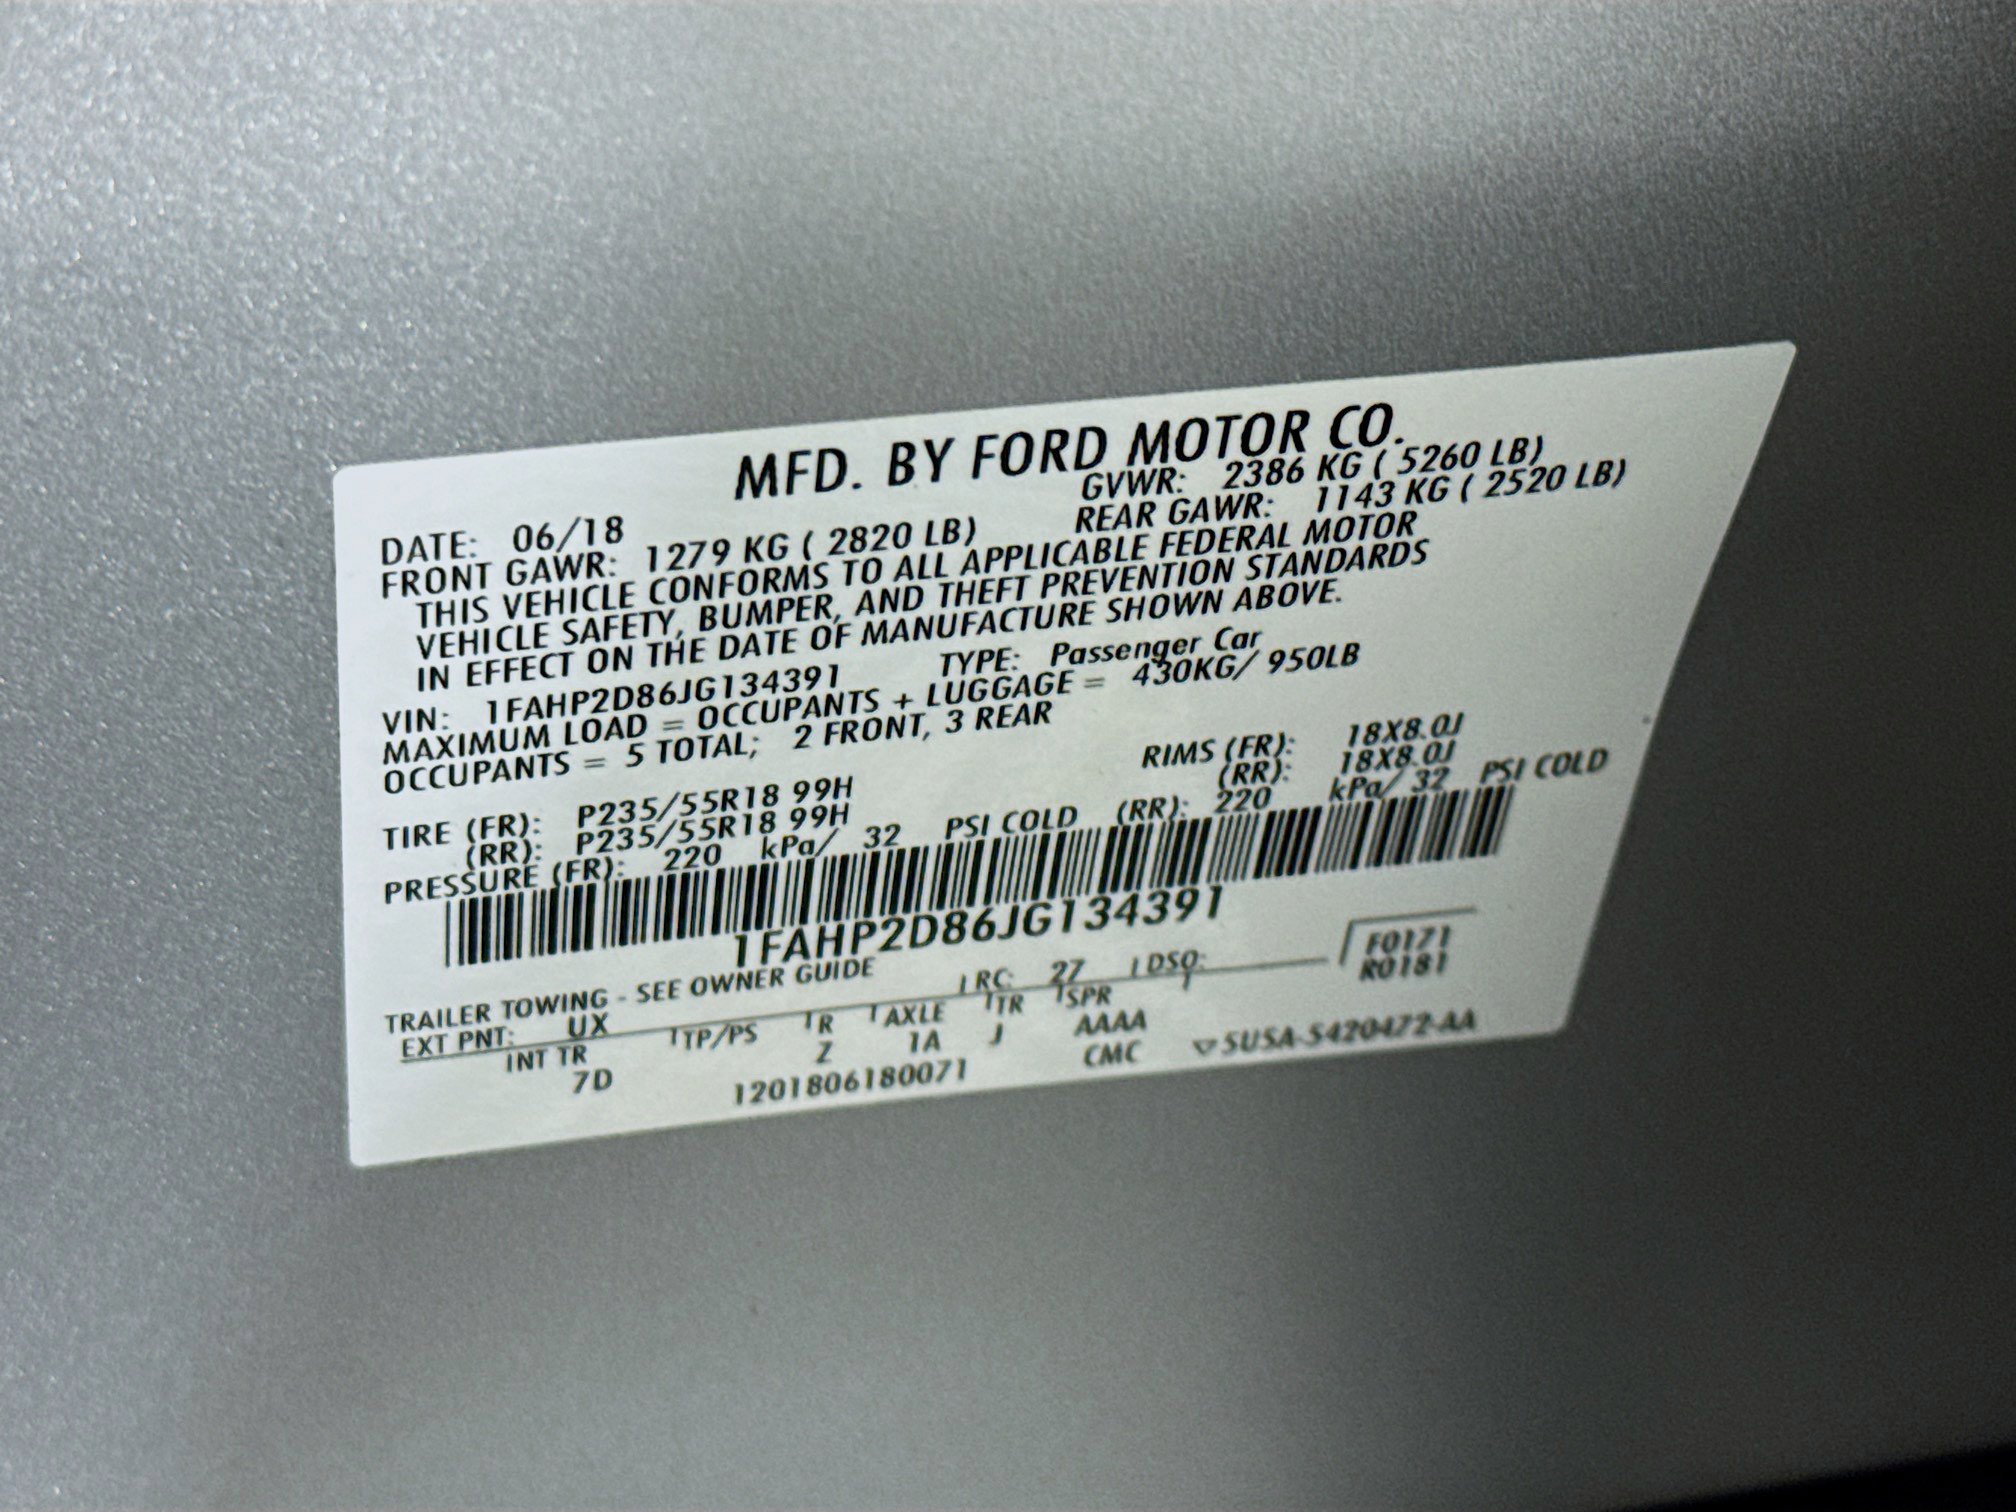 MFD. BY FORD MOTOR CO.
DATE: 06/18 GVWR: 2386 KG ( 5260 LB)
FRONT GAWR: 1279 KG ( 2820 LB) REAR GAWR: 1143 KG ( 2520 LB)
THIS VEHICLE CONFORMS TO ALL APPLICABLE FEDERAL MOTOR
VEHICLE SAFETY, BUMPER, AND THEFT PREVENTION STANDARDS
IN EFFECT ON THE DATE OF MANUFACTURE SHOWN ABOVE.
VIN: 1FAHP2D86JG134391 TYPE: Passenger Car
MAXIMUM LOAD = OCCUPANTS + LUGGAGE = 430KG/ 950LB
OCCUPANTS = 5 TOTAL; 2 FRONT, 3 REAR
TIRE (FR): P235/55R18 99H RIMS (FR): 18X8.0J
(RR): P235/55R18 99H (RR): 18X8.0J
PRESSURE (FR): 220 kPa/ 32 PSI COLD (RR): 220 kPa/ 32 PSI COLD
1FAHP2D86JG134391
TRAILER TOWING - SEE OWNER GUIDE F0171
EXT PNT: UX RC: 27 DSO: R0181
INT TR TP/PS R AXLE TR SPR
7D Z 1A J AAAA
1201806180071 CMC ▽5USA-5420472-AA